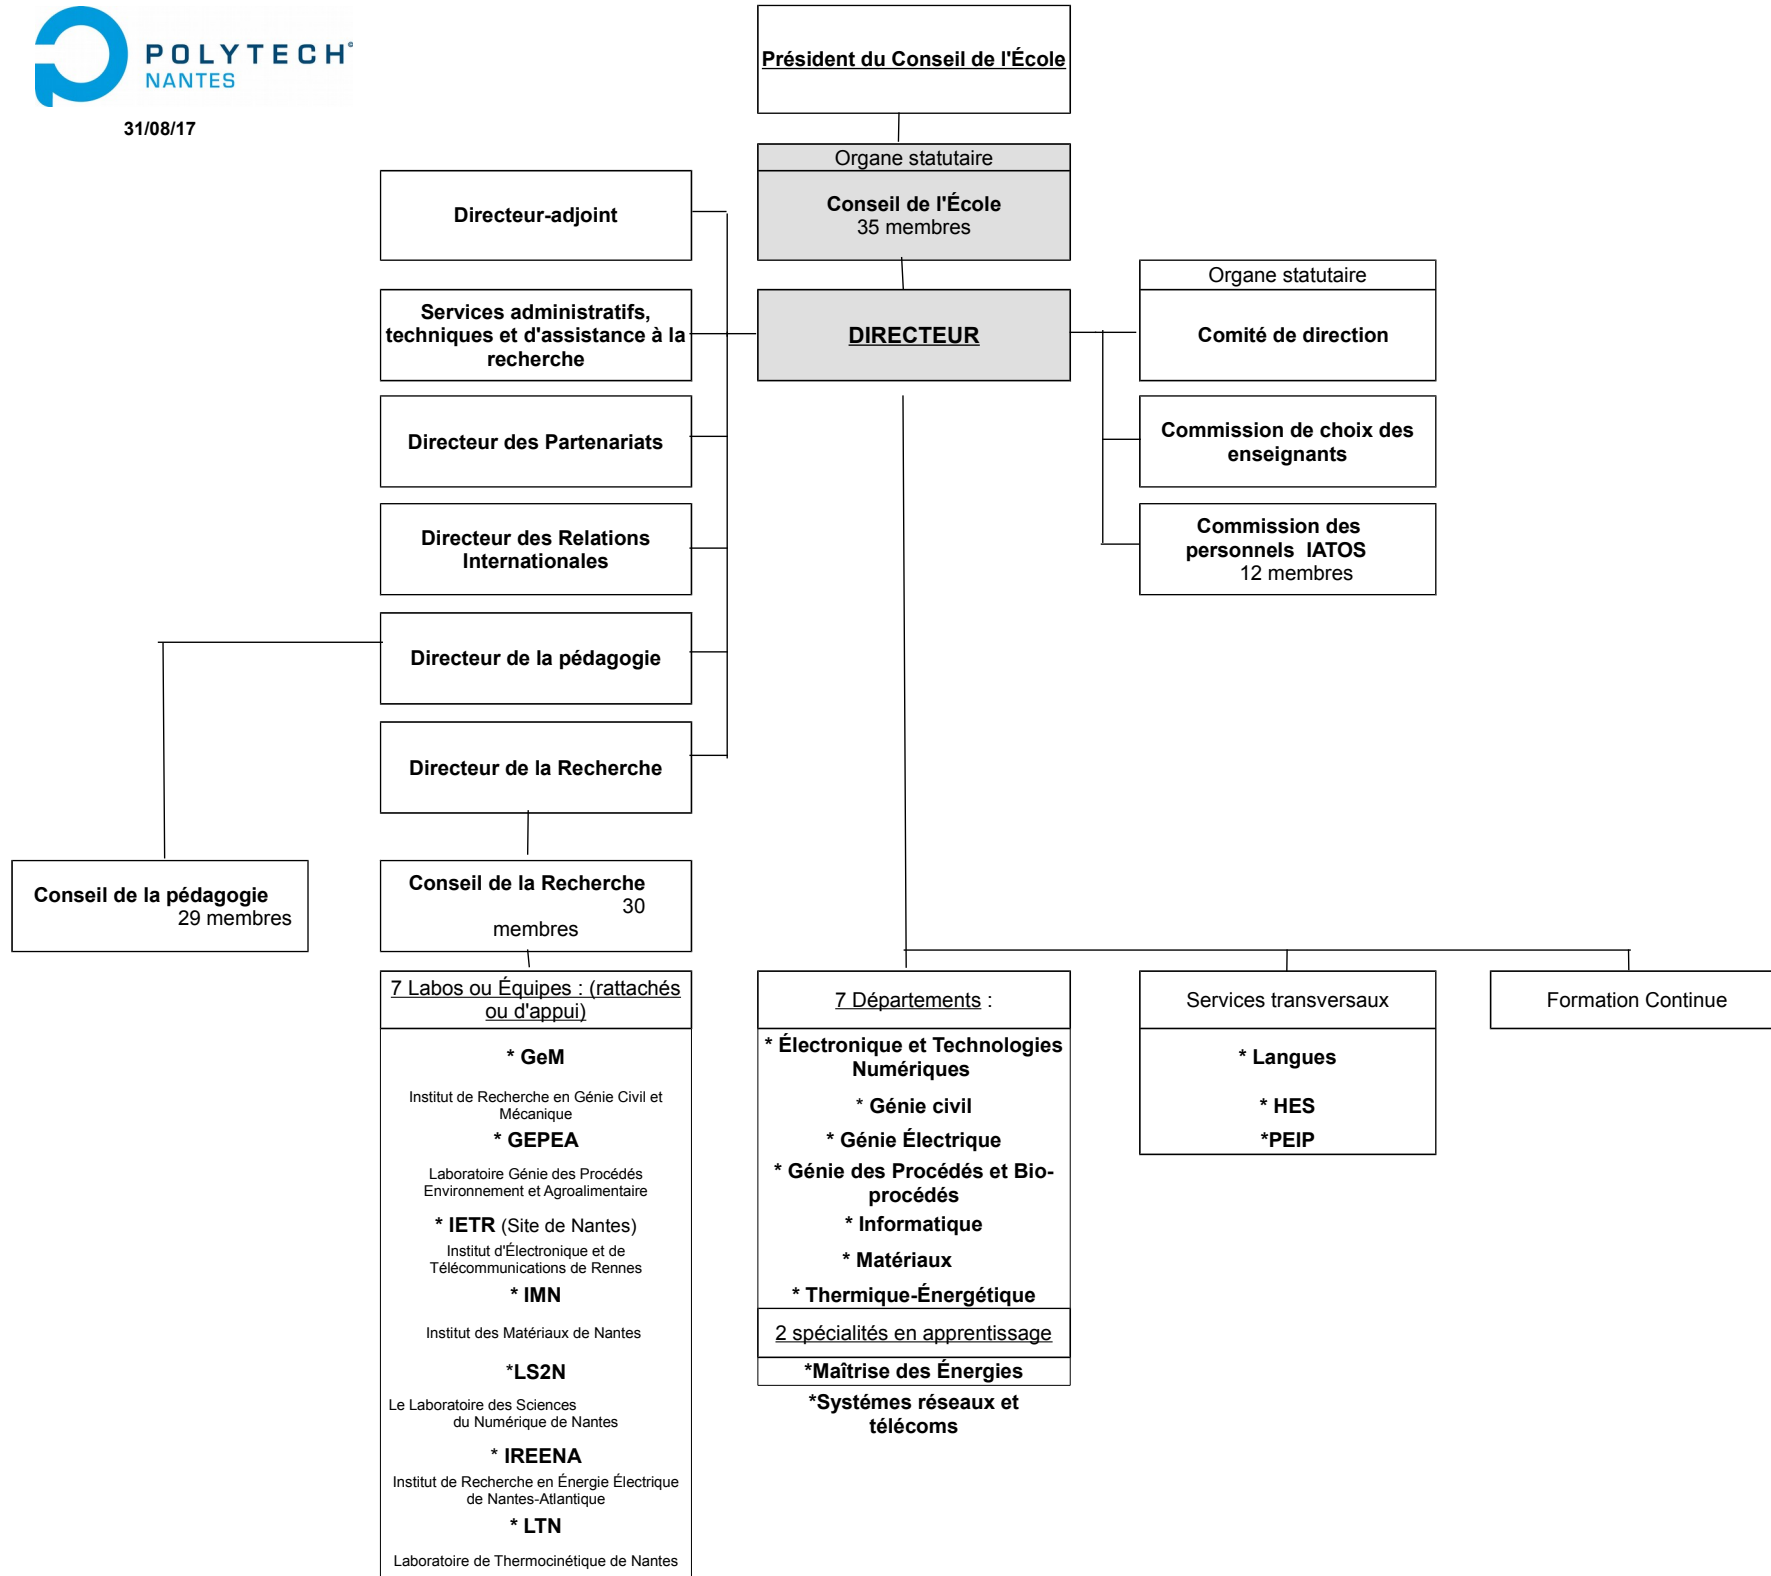 POLYTECH
NANTES
31/08/17
Président du Conseil de l'École
Organe statutaire
Conseil de l'École
35 membres
Directeur-adjoint
Organe statutaire
Comité de direction
Services administratifs,
techniques et d'assistance à la
recherche
DIRECTEUR
Directeur des Partenariats
Commission de choix des
enseignants
Directeur des Relations
Internationales
Commission des
personnels IATOS
12 membres
Directeur de la pédagogie
Directeur de la Recherche
Conseil de la pédagogie
29 membres
Conseil de la Recherche
30
membres
7 Labos ou Équipes : (rattachés
ou d'appui)
* GeM
Institut de Recherche en Génie Civil et
Mécanique
* GEPEA
Laboratoire Génie des Procédés
Environnement et Agroalimentaire
* IETR (Site de Nantes)
Institut d'Électronique et de
Télécommunications de Rennes
* IMN
Institut des Matériaux de Nantes
*LS2N
Le Laboratoire des Sciences
du Numérique de Nantes
* IREENA
Institut de Recherche en Énergie Électrique
de Nantes-Atlantique
* LTN
Laboratoire de Thermocinétique de Nantes
7 Départements :
* Électronique et Technologies
Numériques
* Génie civil
* Génie Électrique
* Génie des Procédés et Bio-
procédés
* Informatique
* Matériaux
* Thermique-Énergétique
2 spécialités en apprentissage
*Maîtrise des Énergies
*Systémes réseaux et
télécoms
Services transversaux
* Langues
* HES
*PEIP
Formation Continue